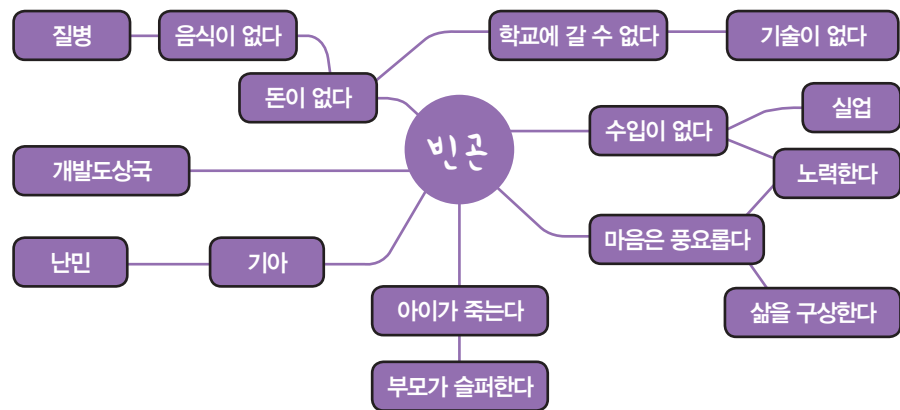 질병
음식이 없다
학교에 갈 수 없다
기술이 없다
돈이 없다
실업
수입이 없다
빈곤
개발도상국
노력한다
마음은 풍요롭다
난민
기아
아이가 죽는다
삶을 구상한다
부모가 슬퍼한다